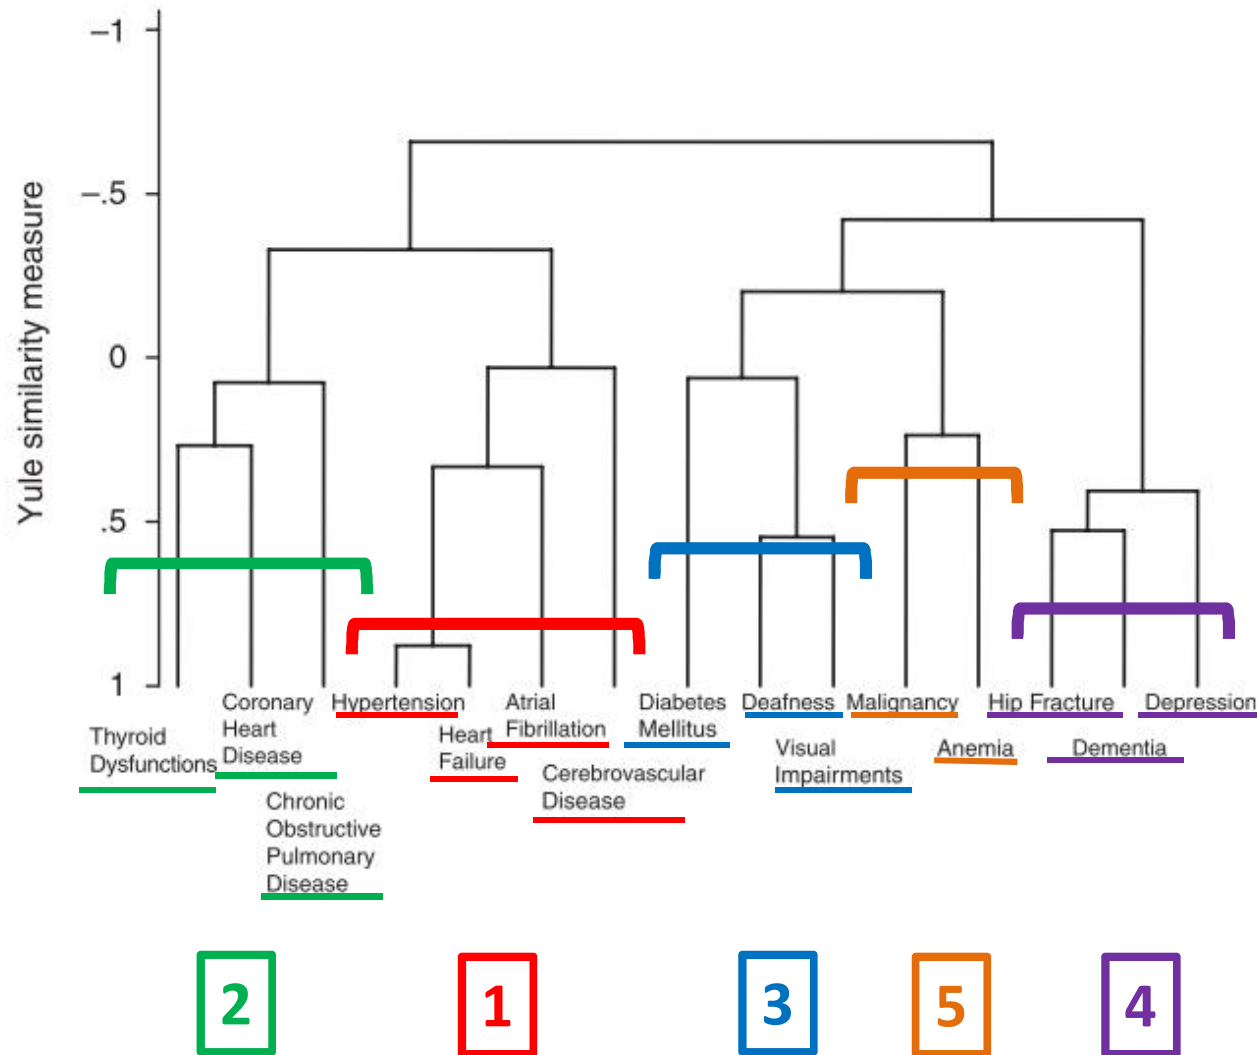 Yule similarity measure
−1
−.5
0
.5
1
Thyroid
Dysfunctions
Coronary
Heart
Disease
Chronic
Obstructive
Pulmonary
Disease
Hypertension
Heart
Failure
Atrial
Fibrillation
Cerebrovascular
Disease
Diabetes
Mellitus
Deafness
Visual
Impairments
Malignancy
Anemia
Hip Fracture
Dementia
Depression
2
1
3
5
4